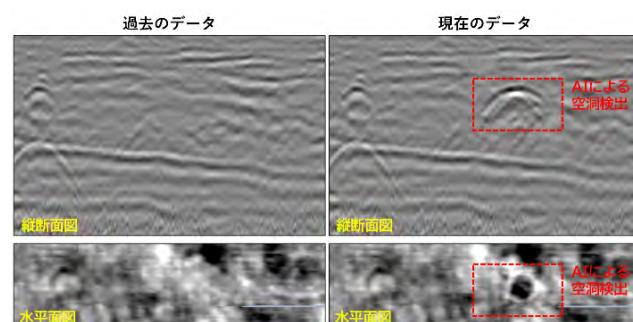 過去のデータ
現在のデータ
AIによる
空洞検出
縦断面図
縦断面図
AIによる
空洞検出
水平面図
水平面図